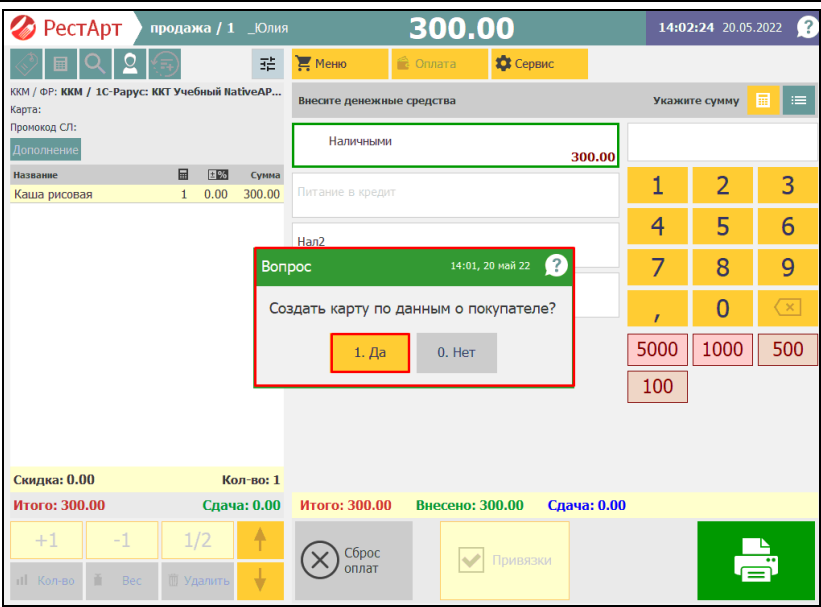 РестАрт
продажа / 1 _Юлия
300.00
14:02:24 20.05.2022
?
Меню
Оплата
Сервис
ККМ / ФР: ККМ / 1С-Рарус: ККТ Учебный NativeAP...
Карта:
Промокод СЛ:
Дополнение
Внесите денежные средства
Укажите сумму
Наличными
300.00
Питание в кредит
Нал2
Название ±% Сумма
Каша рисовая 1 0.00 300.00
1 2 3
4 5 6
7 8 9
, 0
5000 1000 500
100
Вопрос 14:01, 20 май 22 ?
Создать карту по данным о покупателе?
1. Да 0. Нет
Скидка: 0.00 Кол-во: 1
Итого: 300.00 Сдача: 0.00
Итого: 300.00 Внесено: 300.00 Сдача: 0.00
+1 -1 1/2
Кол-во Вес Удалить
Сброс
оплат
Привязки